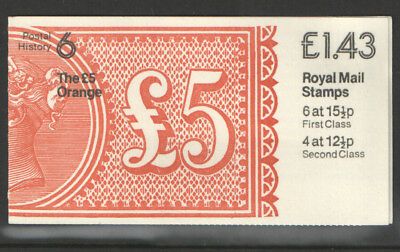 Postal
History 6
The £5
Orange
£5
£1.43
Royal Mail
Stamps
6 at 15½p
First Class
4 at 12½p
Second Class